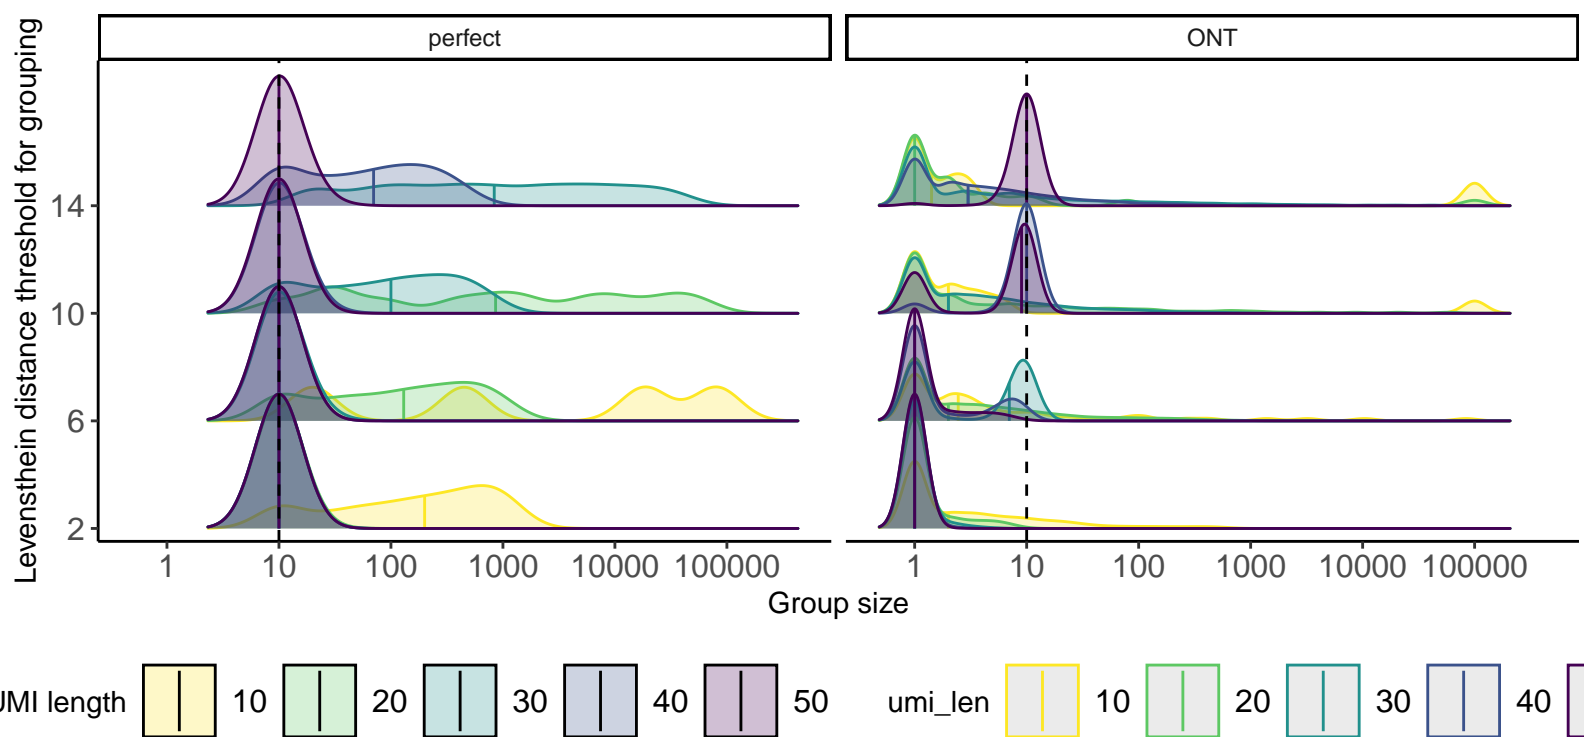 perfect
ONT
Levensthein distance threshold for grouping
14
10
6
2
1 10 100 1000 10000 100000
1 10 100 1000 10000 100000
Group size
UMI length 10 20 30 40 50
umi_len 10 20 30 40